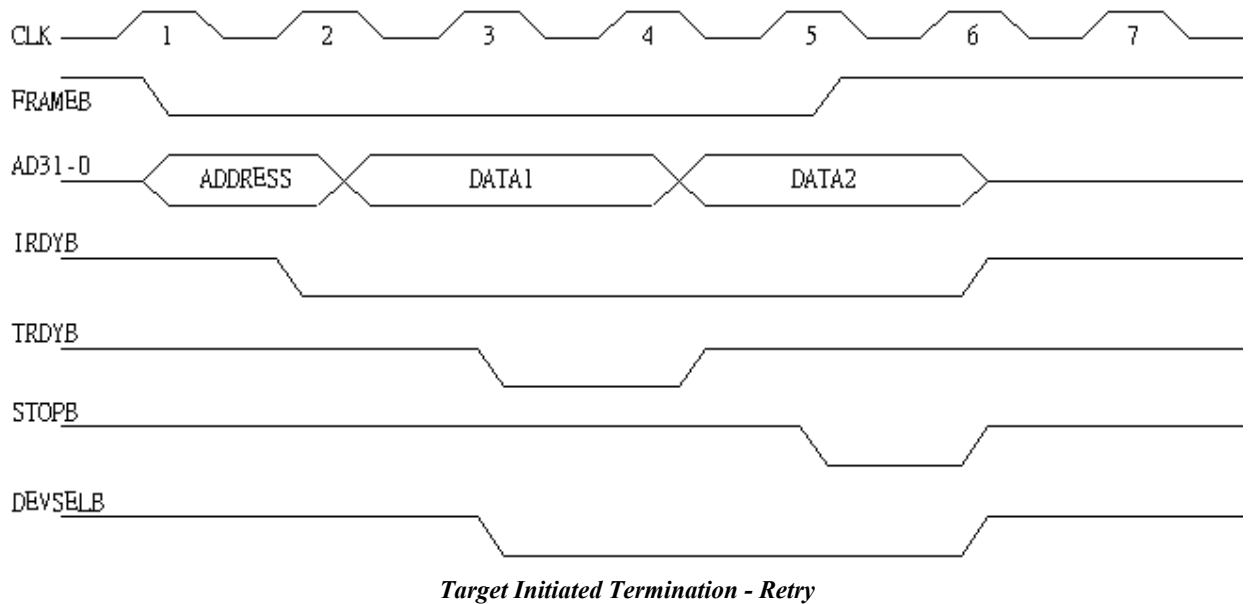 CLK 1 2 3 4 5 6 7
FRAMEB
AD31-0 ADDRESS DATA1 DATA2
IRDYB
TRDYB
STOPB
DEVSELB
Target Initiated Termination - Retry